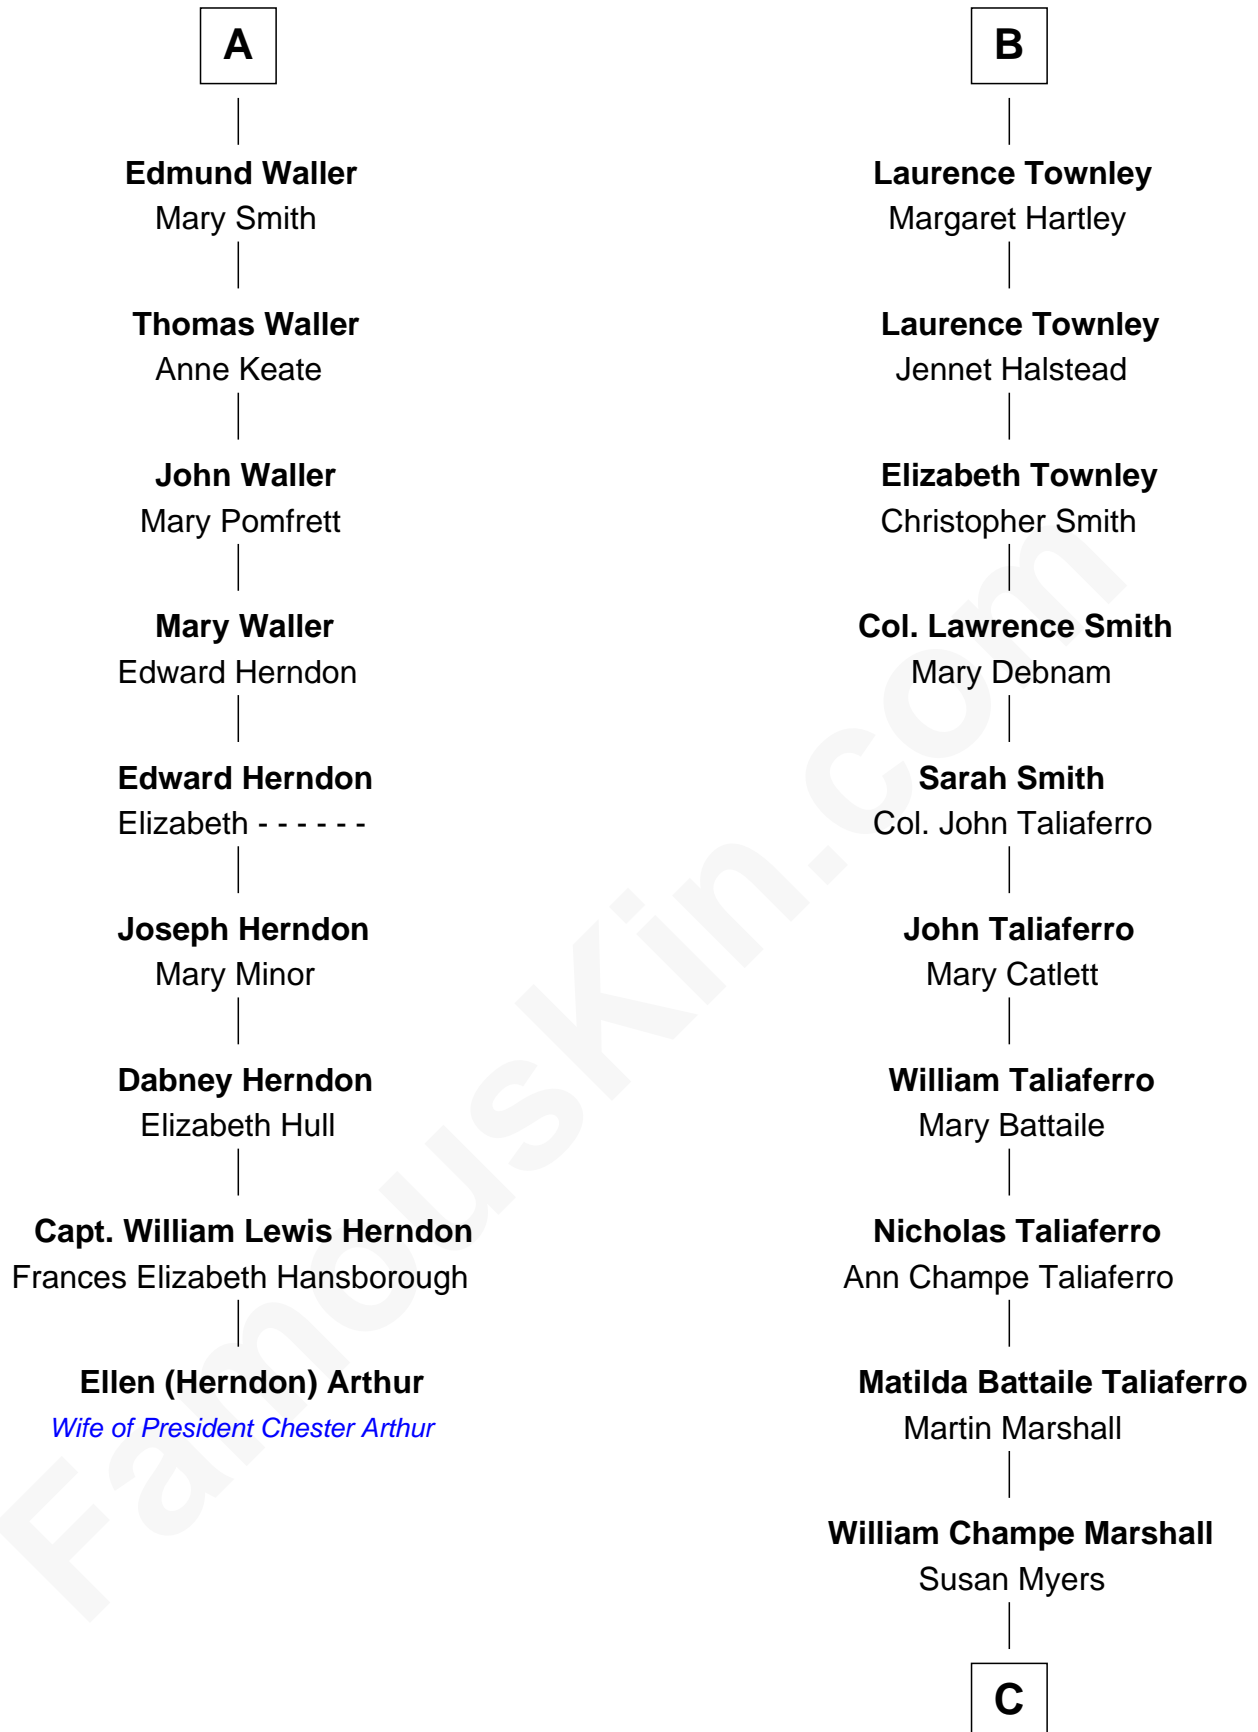 A
Edmund Waller
Mary Smith
Thomas Waller
Anne Keate
John Waller
Mary Pomfrett
Mary Waller
Edward Herndon
Edward Herndon
Elizabeth - - - - - -
Joseph Herndon
Mary Minor
Dabney Herndon
Elizabeth Hull
Capt. William Lewis Herndon
Frances Elizabeth Hansborough
Ellen (Herndon) Arthur
Wife of President Chester Arthur
B
Laurence Townley
Margaret Hartley
Laurence Townley
Jennet Halstead
Elizabeth Townley
Christopher Smith
Col. Lawrence Smith
Mary Debnam
Sarah Smith
Col. John Taliaferro
John Taliaferro
Mary Catlett
William Taliaferro
Mary Battaile
Nicholas Taliaferro
Ann Champe Taliaferro
Matilda Battaile Taliaferro
Martin Marshall
William Champe Marshall
Susan Myers
C
FamousKin.com